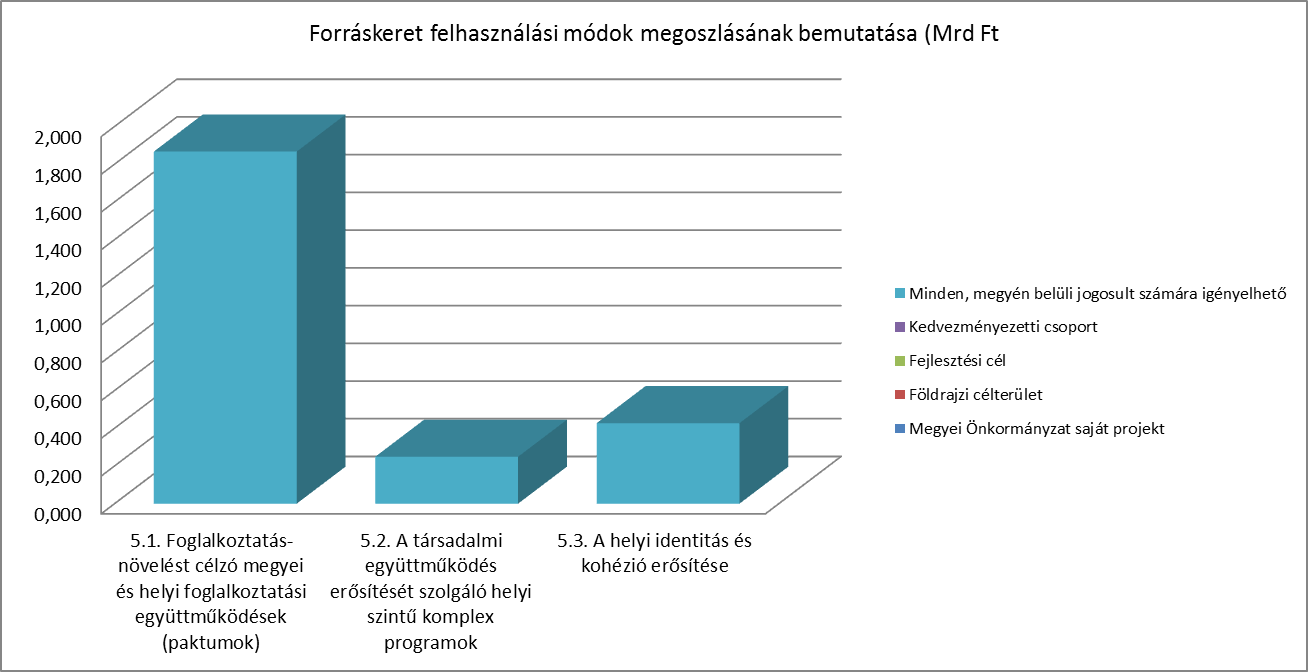 Forráskeret felhasználási módok megoszlásának bemutatása (Mrd Ft
2,000
1,800
1,600
1,400
1,200
1,000
0,800
0,600
0,400
0,200
0,000
5.1. Foglalkoztatás-
növelést célzó megyei
és helyi foglalkoztatási
együttműködések
(paktumok)
5.2. A társadalmi
együttműködés
erősítését szolgáló helyi
szintű komplex
programok
5.3. A helyi identitás és
kohézió erősítése
Minden, megyén belüli jogosult számára igényelhető
Kedvezményezetti csoport
Fejlesztési cél
Földrajzi célterület
Megyei Önkormányzat saját projekt